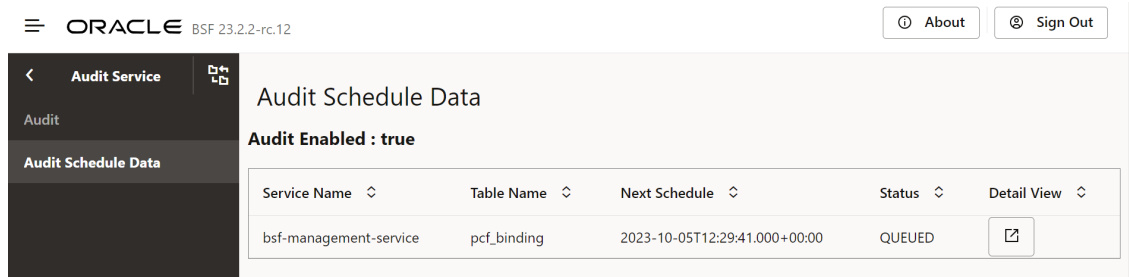 ORACLE BSF 23.2.2-rc.12 About Sign Out
Audit Service
Audit
Audit Schedule Data
Audit Schedule Data
Audit Enabled : true
Service Name Table Name Next Schedule Status Detail View
bsf-management-service pcf_binding 2023-10-05T12:29:41.000+00:00 QUEUED